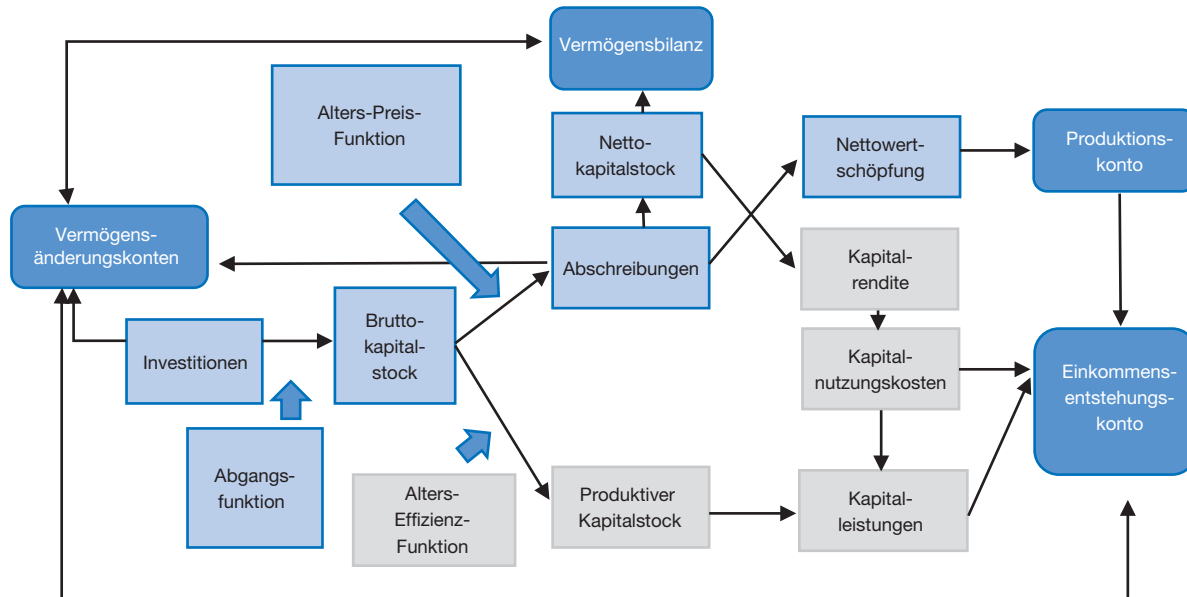 Vermögensbilanz
Alters-Preis-
Funktion
Netto-
kapitalstock
Nettowert-
schöpfung
Produktions-
konto
Vermögens-
änderungskonten
Abschreibungen
Kapital-
rendite
Investitionen
Brutto-
kapital-
stock
Kapital-
nutzungskosten
Einkommens-
entstehungs-
konto
Abgangs-
funktion
Alters-
Effizienz-
Funktion
Produktiver
Kapitalstock
Kapital-
leistungen